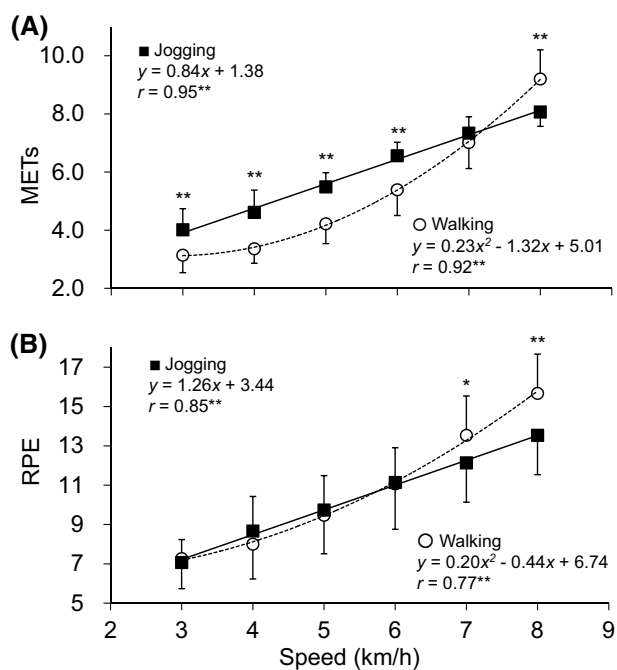 (A)
■ Jogging
y = 0.84x + 1.38
r = 0.95**
**
**
**
**
**
10.0
8.0
6.0
4.0
2.0
METs
○ Walking
y = 0.23x² - 1.32x + 5.01
r = 0.92**
(B)
■ Jogging
y = 1.26x + 3.44
r = 0.85**
*
**
17
15
13
11
9
7
5
RPE
○ Walking
y = 0.20x² - 0.44x + 6.74
r = 0.77**
2 3 4 5 6 7 8 9
Speed (km/h)